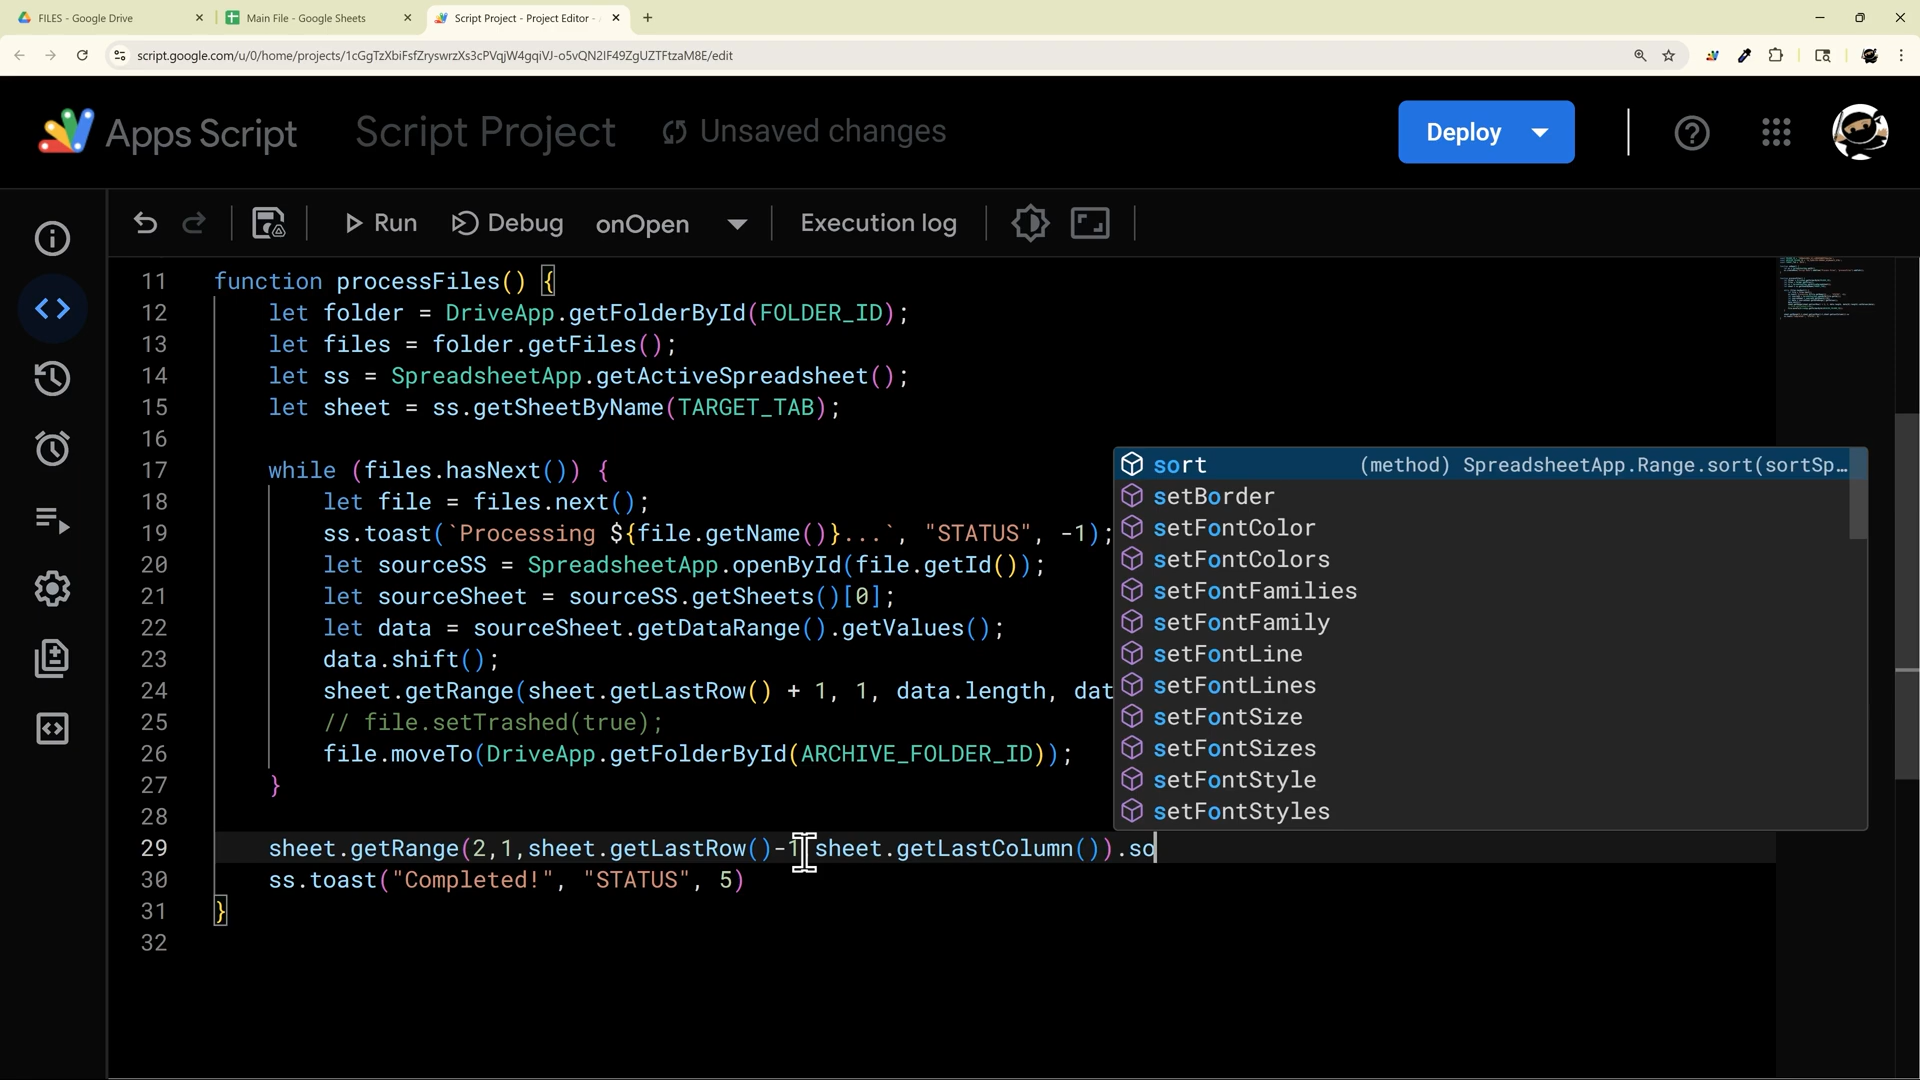 FILES - Google Drive
Main File - Google Sheets
Script Project - Project Editor -
script.google.com/u/0/home/projects/1cGgTzXbiFsfZryswrzXs3cPVqjW4gqiVJ-o5vQN2IF49ZgUZTFtzaM8E/edit
Apps Script
Script Project
Unsaved changes
Deploy
Run
Debug
onOpen
Execution log
11 function processFiles() {
12 let folder = DriveApp.getFolderById(FOLDER_ID);
13 let files = folder.getFiles();
14 let ss = SpreadsheetApp.getActiveSpreadsheet();
15 let sheet = ss.getSheetByName(TARGET_TAB);
16
17 while (files.hasNext()) {
18 let file = files.next();
19 ss.toast(`Processing ${file.getName()}...`, "STATUS", -1);
20 let sourceSS = SpreadsheetApp.openById(file.getId());
21 let sourceSheet = sourceSS.getSheets()[0];
22 let data = sourceSheet.getDataRange().getValues();
23 data.shift();
24 sheet.getRange(sheet.getLastRow() + 1, 1, data.length, dat
25 // file.setTrashed(true);
26 file.moveTo(DriveApp.getFolderById(ARCHIVE_FOLDER_ID));
27 }
28
29 sheet.getRange(2,1,sheet.getLastRow()-1 sheet.getLastColumn()).so
30 ss.toast("Completed!", "STATUS", 5)
31 }
32
sort (method) SpreadsheetApp.Range.sort(sortSp...
setBorder
setFontColor
setFontColors
setFontFamilies
setFontFamily
setFontLine
setFontLines
setFontSize
setFontSizes
setFontStyle
setFontStyles